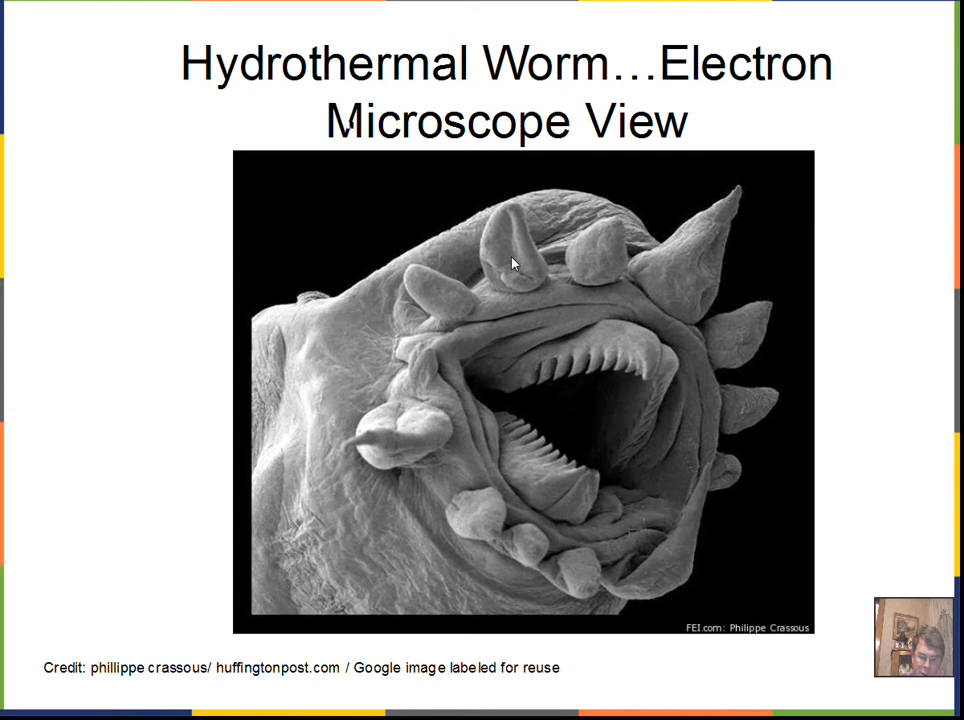 Hydrothermal Worm…Electron
Microscope View
FEI.com: Philippe Crassous
Credit: phillippe crassous/ huffingtonpost.com / Google image labeled for reuse